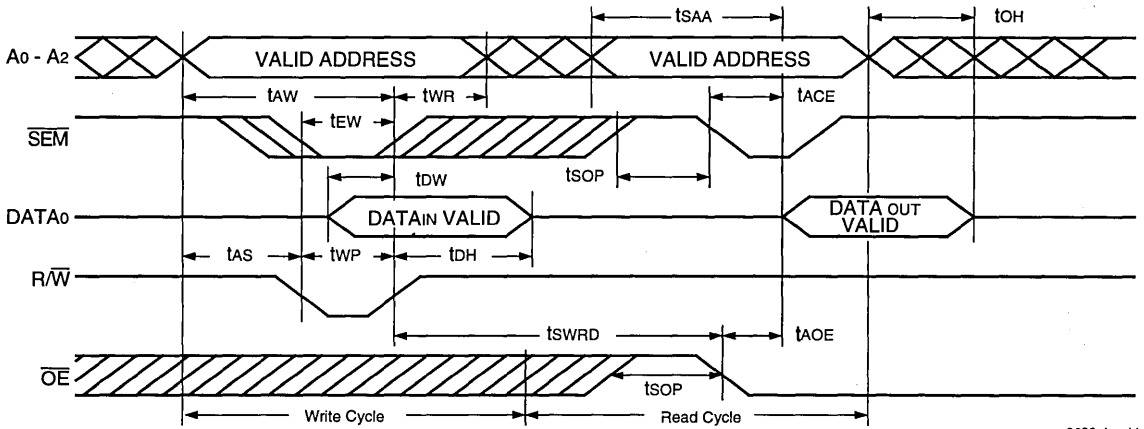 tSAA
tOH
A0 - A2
VALID ADDRESS
VALID ADDRESS
tAW
tWR
tACE
tEW
SEM
tSOP
tDW
DATA0
DATAIN VALID
DATA OUT
VALID
tAS
tWP
tDH
R/W
tSWRD
tAOE
OE
tSOP
Write Cycle
Read Cycle